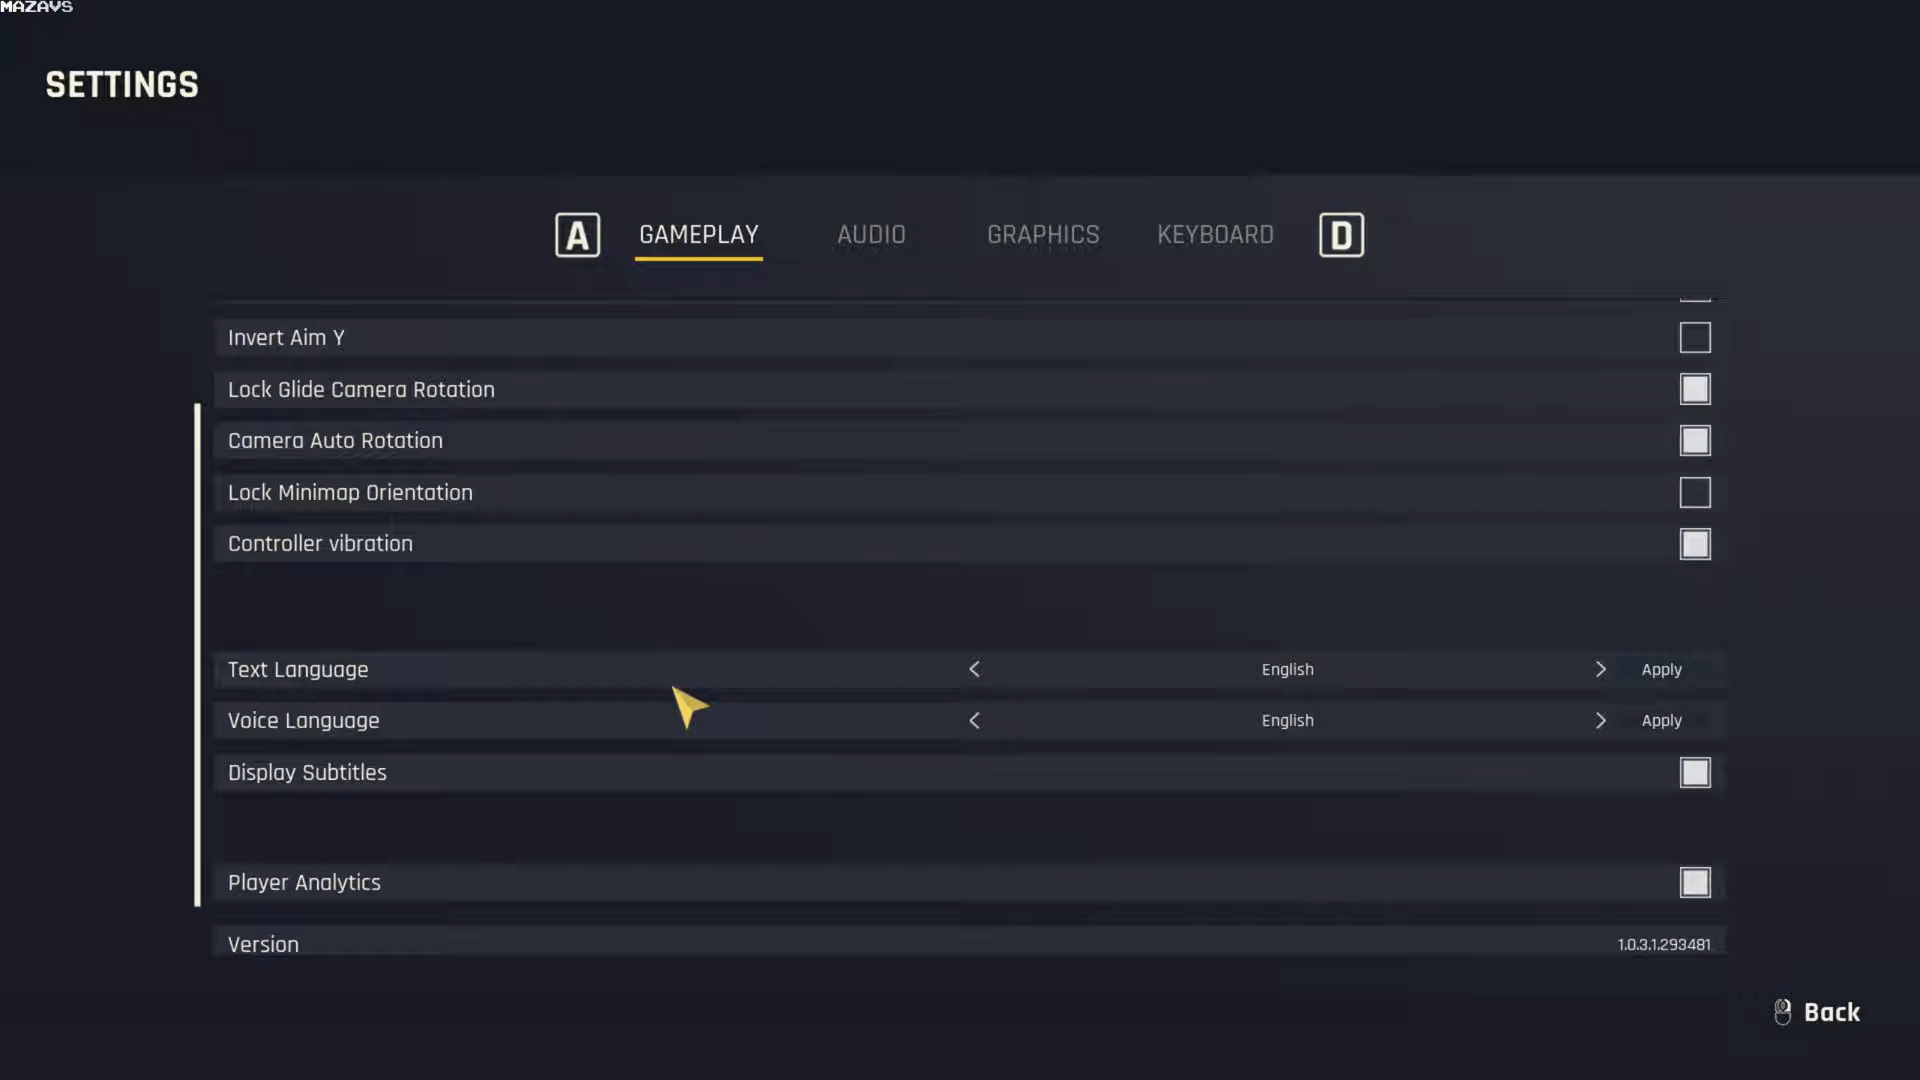 MAZAVS
SETTINGS
A GAMEPLAY AUDIO GRAPHICS KEYBOARD D
Invert Aim Y
Lock Glide Camera Rotation
Camera Auto Rotation
Lock Minimap Orientation
Controller vibration
Text Language < English > Apply
Voice Language < English > Apply
Display Subtitles
Player Analytics
Version 1.0.3.1.293481
Back